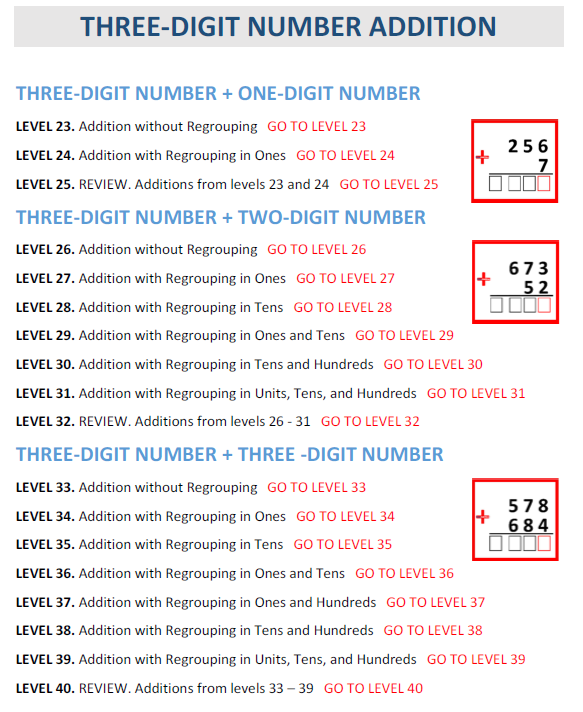 THREE-DIGIT NUMBER ADDITION
THREE-DIGIT NUMBER + ONE-DIGIT NUMBER
LEVEL 23. Addition without Regrouping GO TO LEVEL 23
LEVEL 24. Addition with Regrouping in Ones GO TO LEVEL 24
LEVEL 25. REVIEW. Additions from levels 23 and 24 GO TO LEVEL 25
256
+ 7
THREE-DIGIT NUMBER + TWO-DIGIT NUMBER
LEVEL 26. Addition without Regrouping GO TO LEVEL 26
LEVEL 27. Addition with Regrouping in Ones GO TO LEVEL 27
LEVEL 28. Addition with Regrouping in Tens GO TO LEVEL 28
LEVEL 29. Addition with Regrouping in Ones and Tens GO TO LEVEL 29
LEVEL 30. Addition with Regrouping in Tens and Hundreds GO TO LEVEL 30
LEVEL 31. Addition with Regrouping in Units, Tens, and Hundreds GO TO LEVEL 31
LEVEL 32. REVIEW. Additions from levels 26 - 31 GO TO LEVEL 32
673
+ 52
THREE-DIGIT NUMBER + THREE -DIGIT NUMBER
LEVEL 33. Addition without Regrouping GO TO LEVEL 33
LEVEL 34. Addition with Regrouping in Ones GO TO LEVEL 34
LEVEL 35. Addition with Regrouping in Tens GO TO LEVEL 35
LEVEL 36. Addition with Regrouping in Ones and Tens GO TO LEVEL 36
LEVEL 37. Addition with Regrouping in Ones and Hundreds GO TO LEVEL 37
LEVEL 38. Addition with Regrouping in Tens and Hundreds GO TO LEVEL 38
LEVEL 39. Addition with Regrouping in Units, Tens, and Hundreds GO TO LEVEL 39
LEVEL 40. REVIEW. Additions from levels 33 – 39 GO TO LEVEL 40
578
+ 684